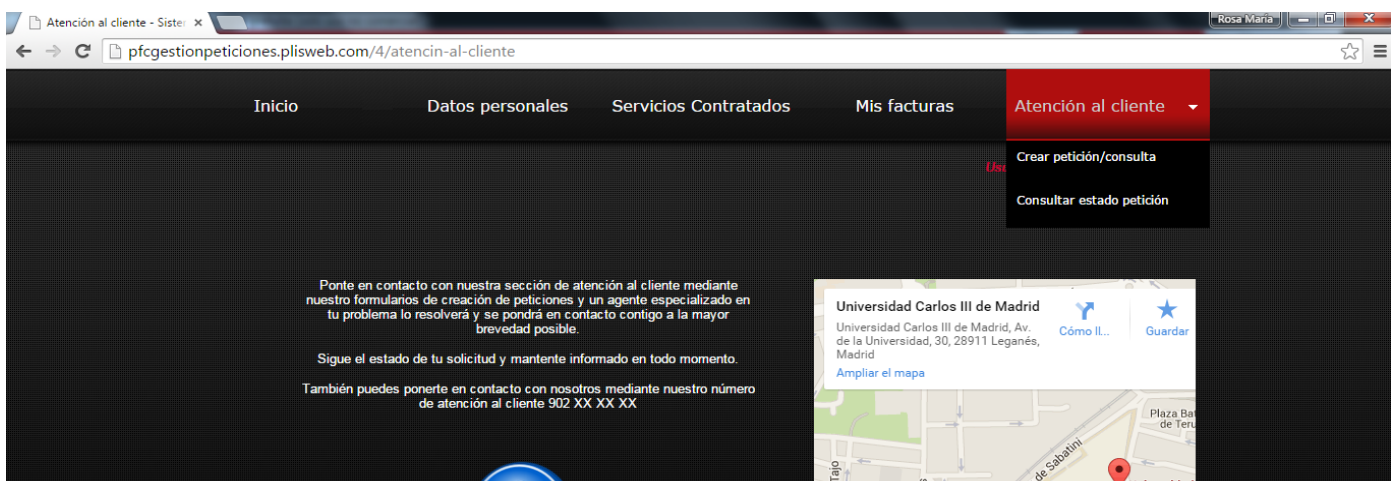 Atención al cliente - Sister
Rosa Maria
pfcgestionpeticiones.plisweb.com/4/atencin-al-cliente
Inicio
Datos personales
Servicios Contratados
Mis facturas
Atención al cliente
Crear petición/consulta
Consultar estado petición
Ponte en contacto con nuestra sección de atención al cliente mediante
nuestro formularios de creación de peticiones y un agente especializado en
tu problema lo resolverá y se pondrá en contacto contigo a la mayor
brevedad posible.
Sigue el estado de tu solicitud y mantente informado en todo momento.
También puedes ponerte en contacto con nosotros mediante nuestro número
de atención al cliente 902 XX XX XX
Universidad Carlos III de Madrid
Universidad Carlos III de Madrid, Av.
de la Universidad, 30, 28911 Leganés,
Madrid
Ampliar el mapa
Cómo ll...
Guardar
Plaza Bat
de Teru
de Sabatini
Tajo